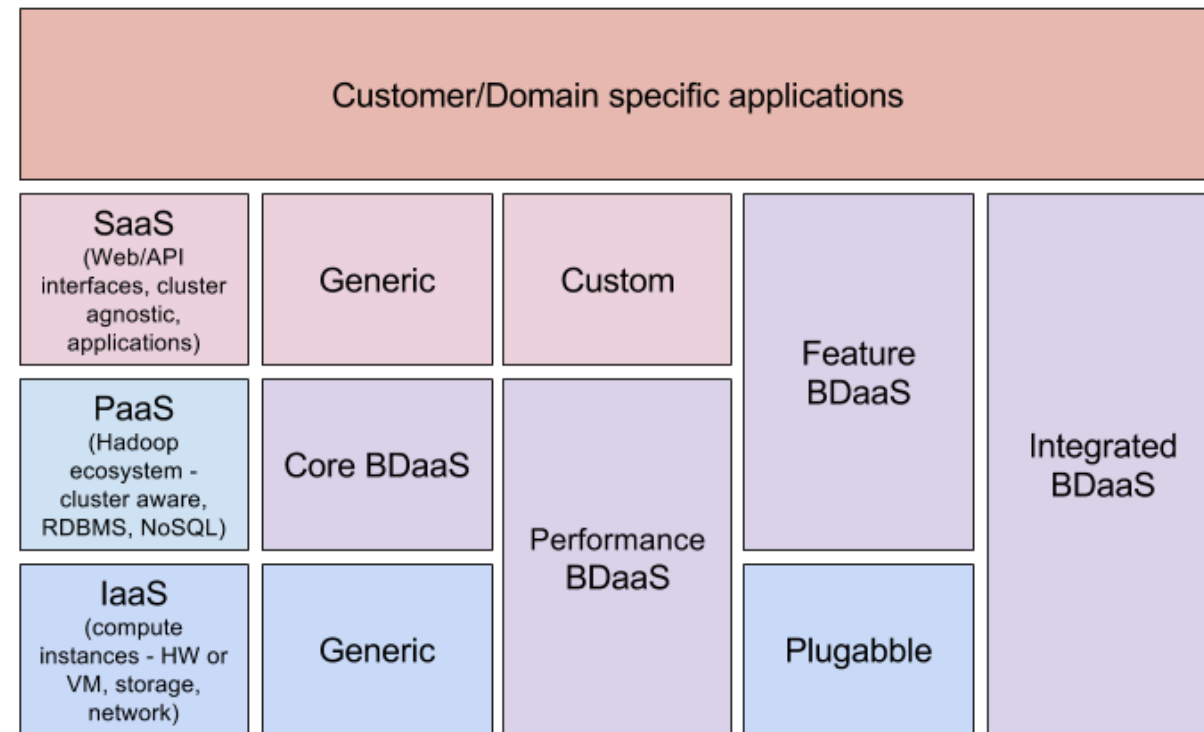 Customer/Domain specific applications
SaaS
(Web/API
interfaces, cluster
agnostic,
applications)
Generic
Custom
Feature
BDaaS
Integrated
BDaaS
PaaS
(Hadoop
ecosystem -
cluster aware,
RDBMS, NoSQL)
Core BDaaS
Performance
BDaaS
IaaS
(compute
instances - HW or
VM, storage,
network)
Generic
Plugabble